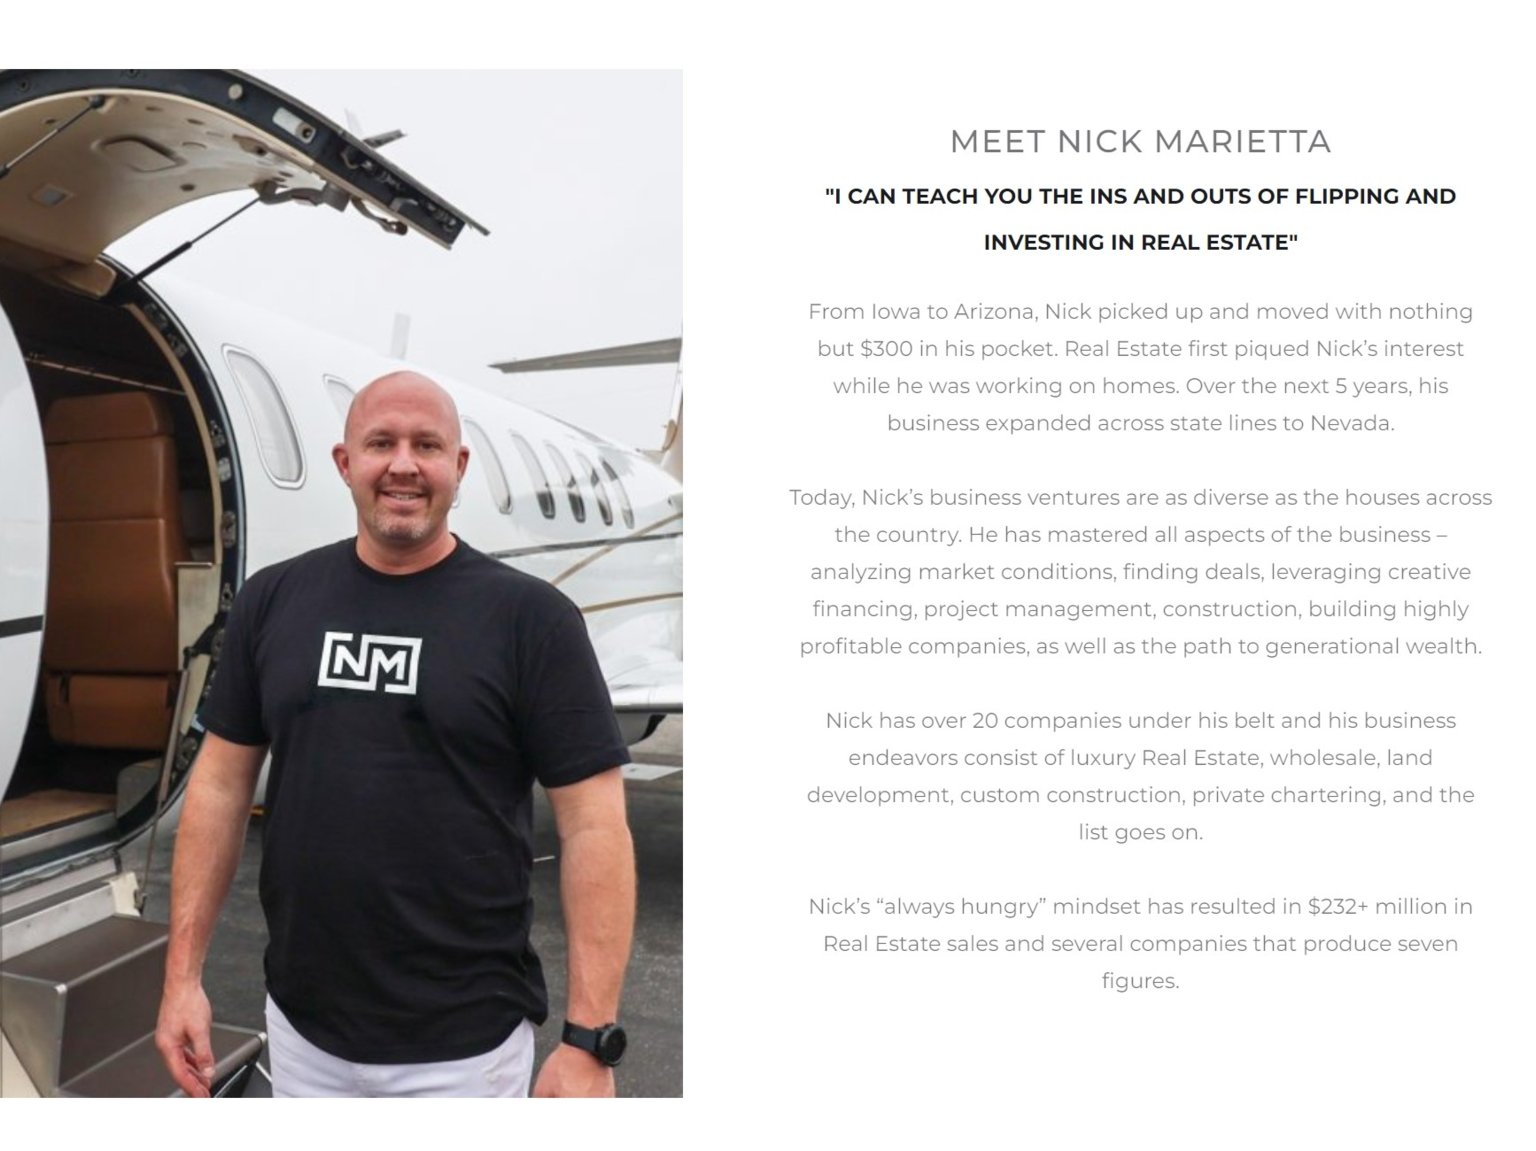 MEET NICK MARIETTA
"I CAN TEACH YOU THE INS AND OUTS OF FLIPPING AND
INVESTING IN REAL ESTATE"
From Iowa to Arizona, Nick picked up and moved with nothing
but $300 in his pocket. Real Estate first piqued Nick’s interest
while he was working on homes. Over the next 5 years, his
business expanded across state lines to Nevada.
Today, Nick’s business ventures are as diverse as the houses across
the country. He has mastered all aspects of the business –
analyzing market conditions, finding deals, leveraging creative
financing, project management, construction, building highly
profitable companies, as well as the path to generational wealth.
Nick has over 20 companies under his belt and his business
endeavors consist of luxury Real Estate, wholesale, land
development, custom construction, private chartering, and the
list goes on.
Nick’s “always hungry” mindset has resulted in $232+ million in
Real Estate sales and several companies that produce seven
figures.
NM